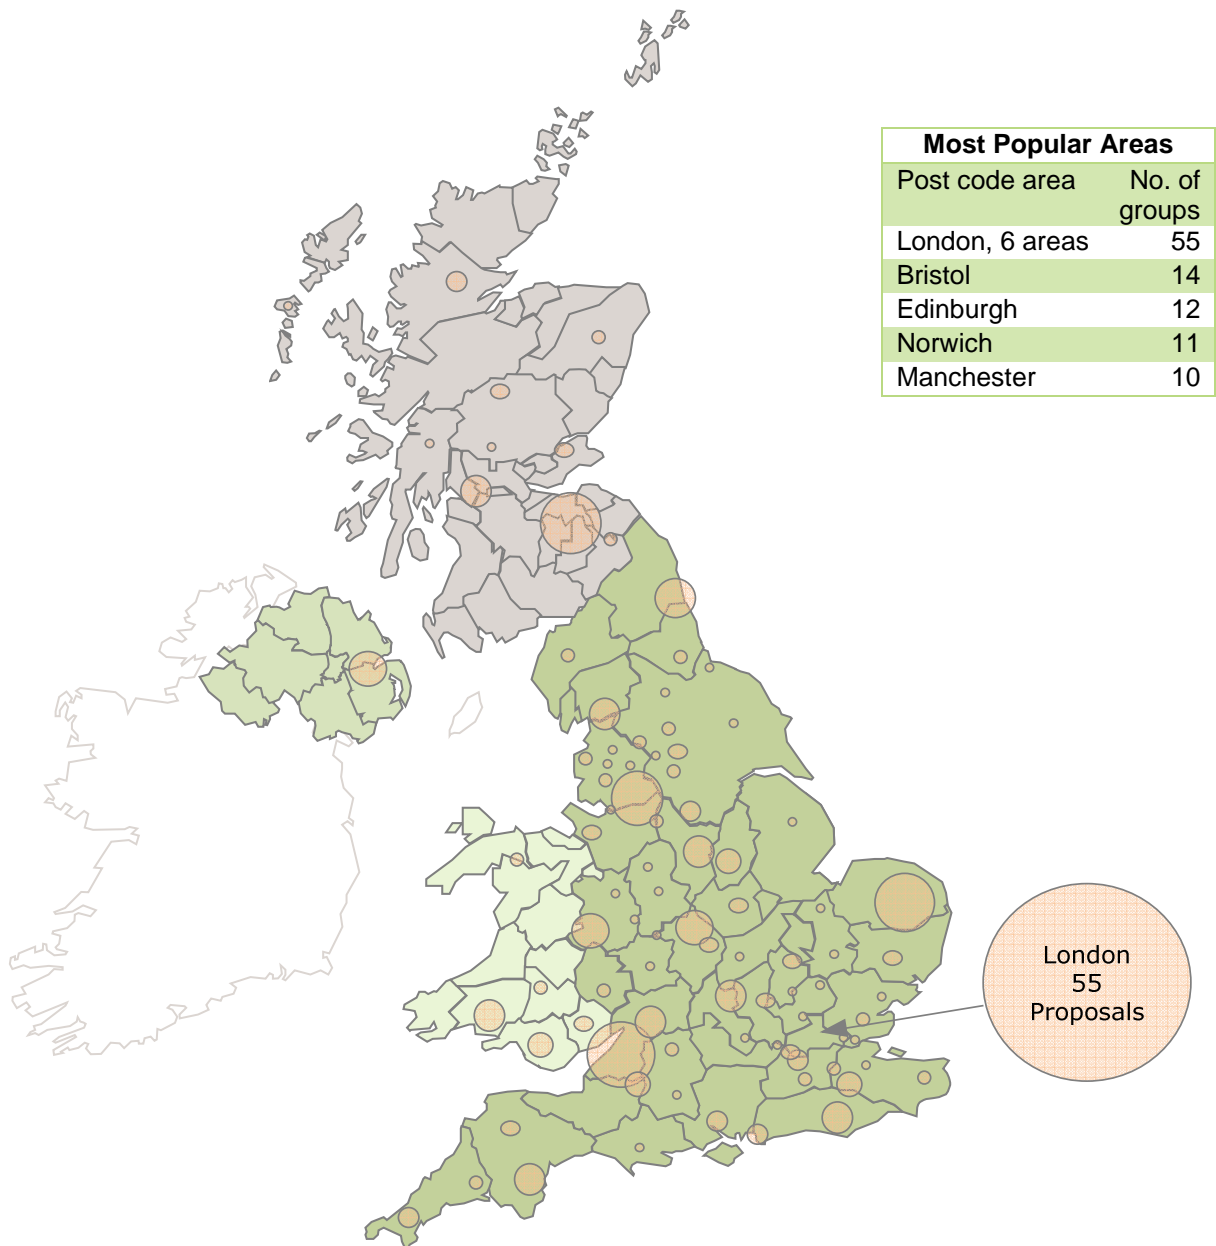 Most Popular Areas
Post code area No. of
groups
London, 6 areas 55
Bristol 14
Edinburgh 12
Norwich 11
Manchester 10
London
55
Proposals